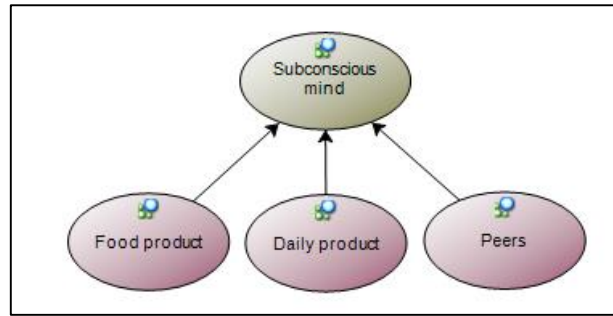 Subconscious
mind
Food product
Daily product
Peers